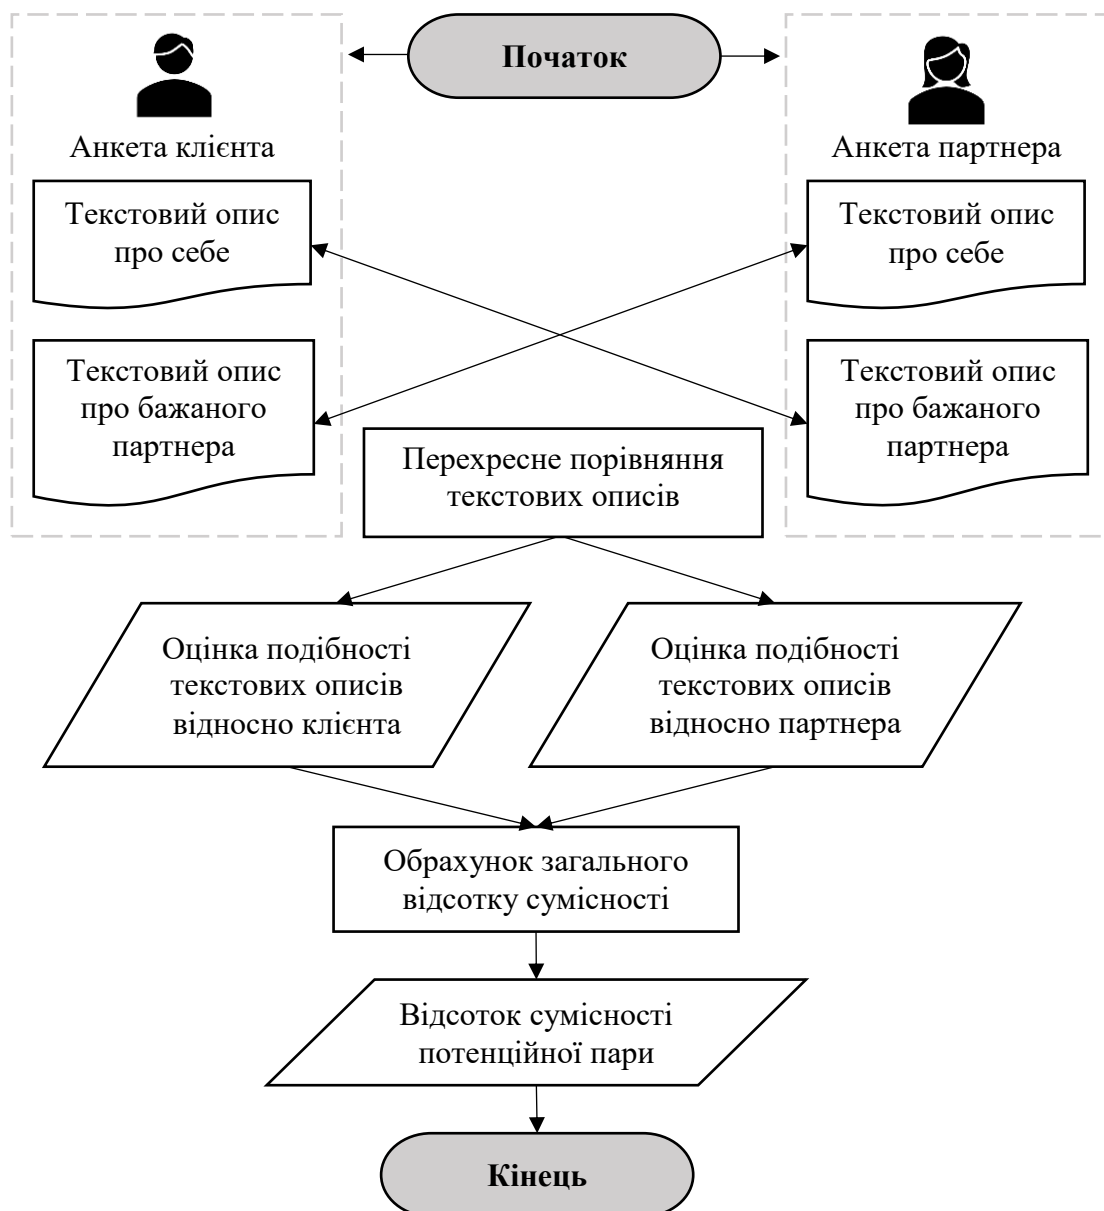 Початок
Анкета клієнта
Текстовий опис
про себе
Текстовий опис
про бажаного
партнера
Анкета партнера
Текстовий опис
про себе
Текстовий опис
про бажаного
партнера
Перехресне порівняння
текстових описів
Оцінка подібності
текстових описів
відносно клієнта
Оцінка подібності
текстових описів
відносно партнера
Обрахунок загального
відсотку сумісності
Відсоток сумісності
потенційної пари
Кінець